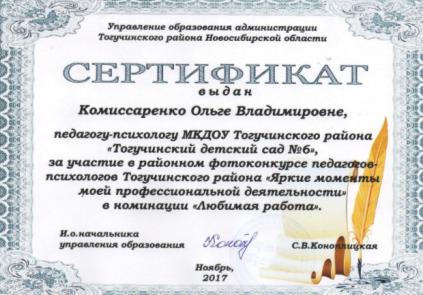 Управление образования администрации
Тогучинского района Новосибирской области
СЕРТИФИКАТ
выдан
Комиссаренко Ольге Владимировне,
педагогу-психологу МКДОУ Тогучинского района
«Тогучинский детский сад №6»,
за участие в районном фотоконкурсе педагогов-
психологов Тогучинского района «Яркие моменты
моей профессиональной деятельности»
в номинации «Любимая работа».
И.о.начальника
управления образования С.В.Коноплицкая
Ноябрь,
2017